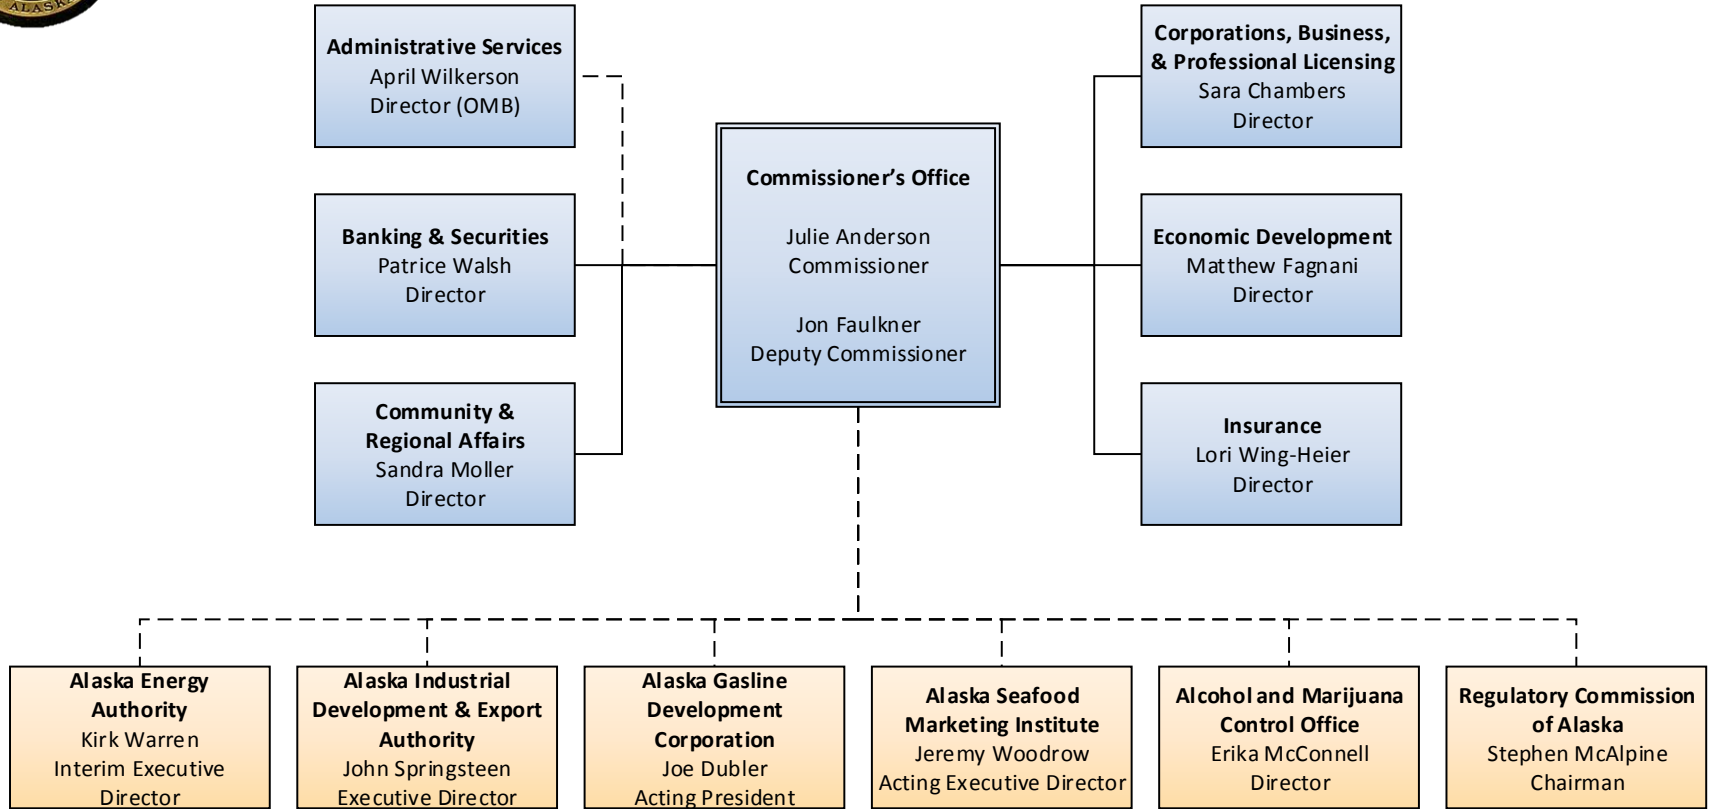 ALASKA
Administrative Services
April Wilkerson
Director (OMB)
Corporations, Business,
& Professional Licensing
Sara Chambers
Director
Commissioner’s Office
Julie Anderson
Commissioner
Jon Faulkner
Deputy Commissioner
Banking & Securities
Patrice Walsh
Director
Economic Development
Matthew Fagnani
Director
Community &
Regional Affairs
Sandra Moller
Director
Insurance
Lori Wing-Heier
Director
Alaska Energy
Authority
Kirk Warren
Interim Executive
Director
Alaska Industrial
Development & Export
Authority
John Springsteen
Executive Director
Alaska Gasline
Development
Corporation
Joe Dubler
Acting President
Alaska Seafood
Marketing Institute
Jeremy Woodrow
Acting Executive Director
Alcohol and Marijuana
Control Office
Erika McConnell
Director
Regulatory Commission
of Alaska
Stephen McAlpine
Chairman